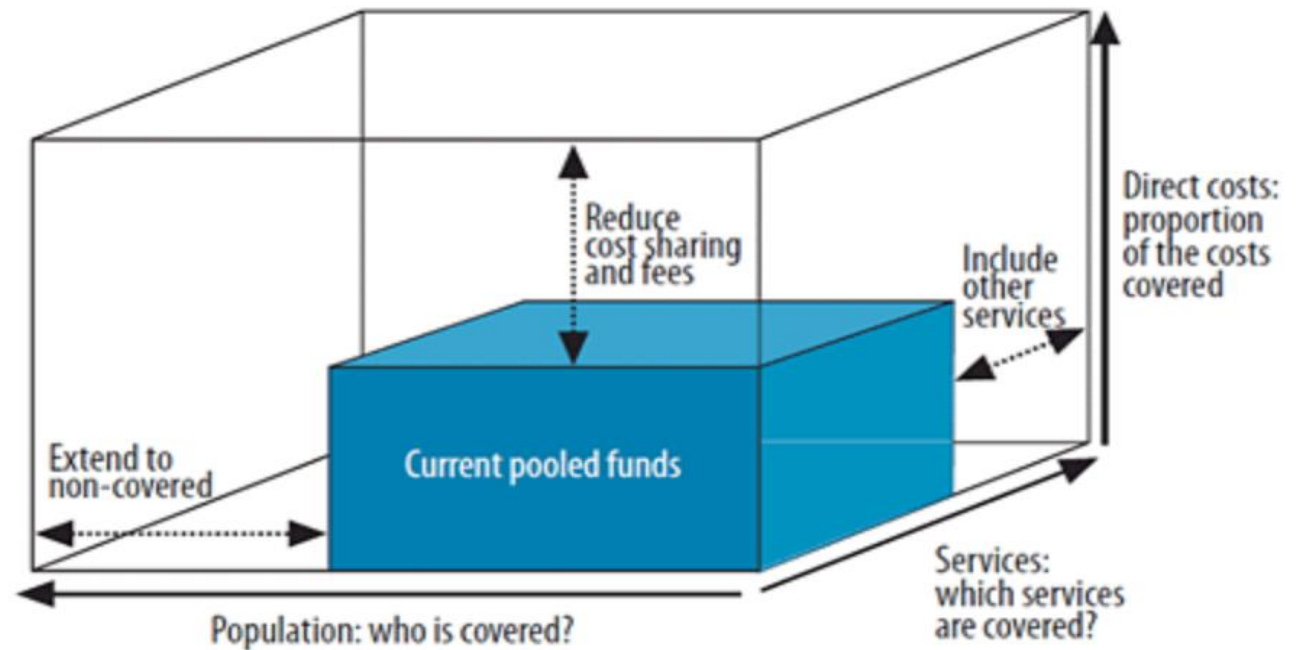 Reduce
cost sharing
and fees
Include
other
services
Direct costs:
proportion
of the costs
covered
Extend to
non-covered
Current pooled funds
Services:
which services
are covered?
Population: who is covered?